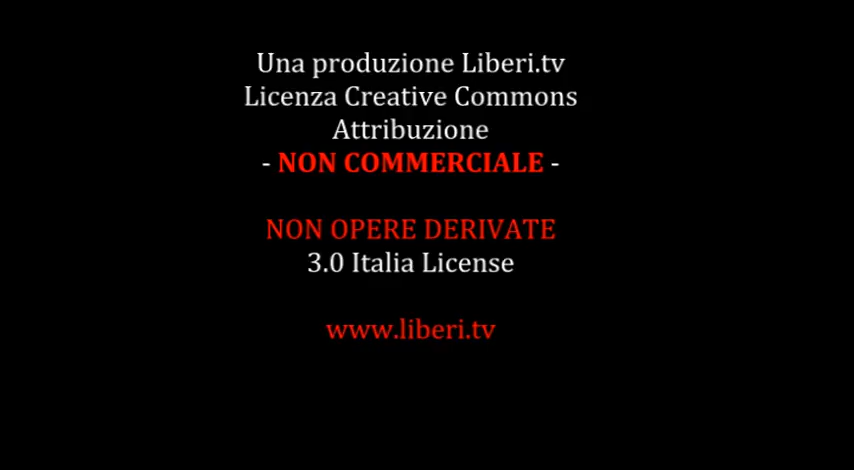 Una produzione Liberi.tv
Licenza Creative Commons
Attribuzione
- NON COMMERCIALE -
NON OPERE DERIVATE
3.0 Italia License
www.liberi.tv